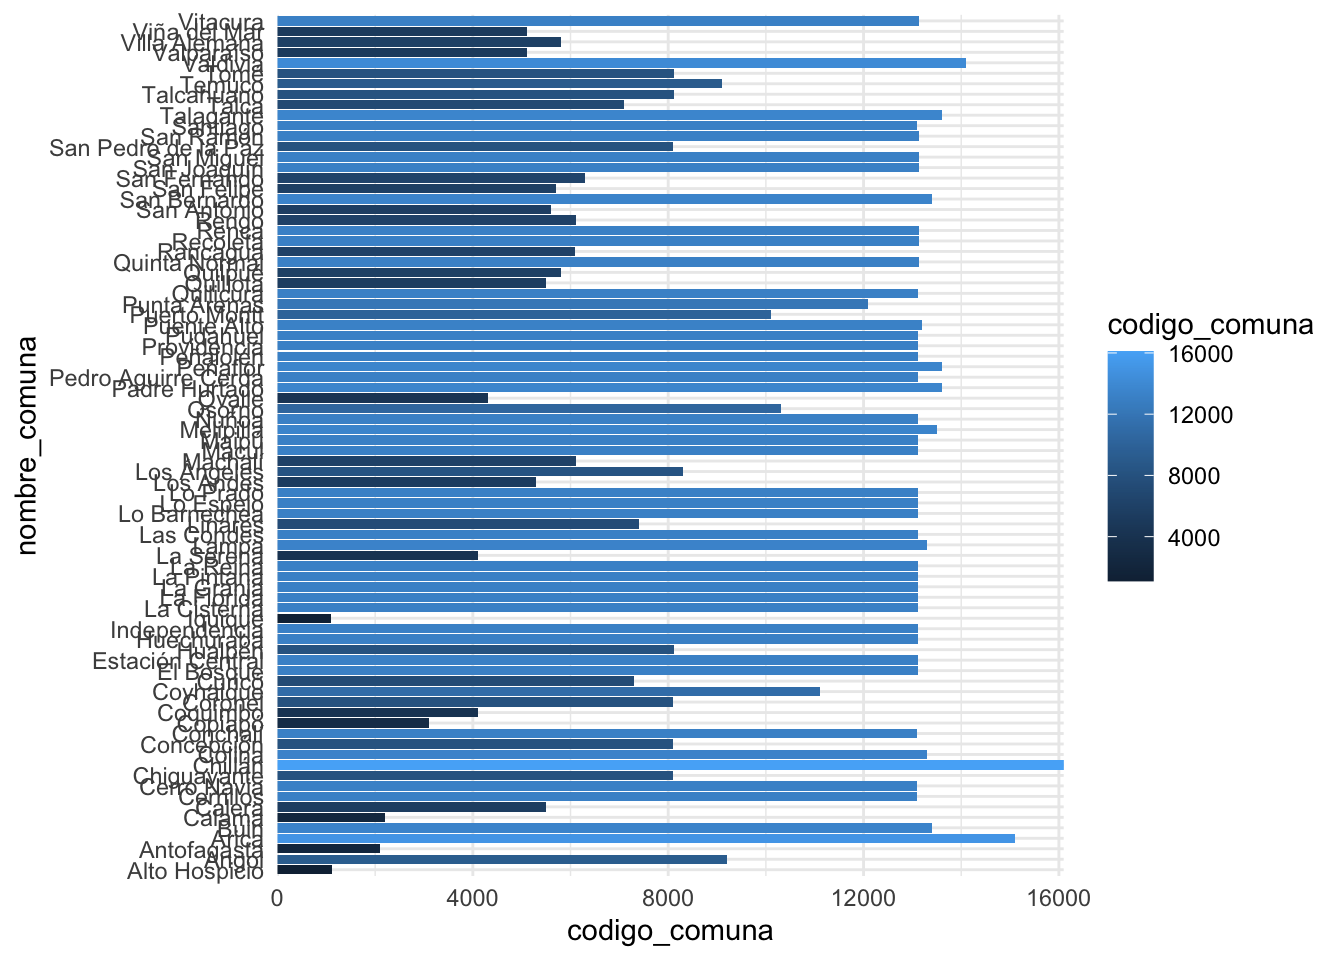 Vitacura
Viña del Mar
Villa Alemana
Valparaíso
Valdivia
Tomé
Temuco
Talcahuano
Talca
Talagante
Santiago
San Ramón
San Pedro de la Paz
San Miguel
San Joaquín
San Fernando
San Felipe
San Bernardo
San Antonio
Rengo
Renca
Recoleta
Rancagua
Quinta Normal
Quilpué
Quillota
Quilicura
Punta Arenas
Puerto Montt
Puente Alto
Pudahuel
Providencia
Peñalolén
Peñaflor
Pedro Aguirre Cerda
Padre Hurtado
Ovalle
Osorno
Ñuñoa
Melipilla
Maipú
Macul
Machalí
Los Ángeles
Los Andes
Lo Prado
Lo Espejo
Lo Barnechea
Linares
Las Condes
Lampa
La Serena
La Reina
La Pintana
La Granja
La Florida
La Cisterna
Iquique
Independencia
Huechuraba
Hualpén
Estación Central
El Bosque
Curicó
Coyhaique
Coronel
Coquimbo
Copiapó
Conchalí
Concepción
Colina
Chillán
Chiguayante
Cerro Navia
Cerrillos
Calera
Calama
Buin
Arica
Antofagasta
Angol
Alto Hospicio
nombre_comuna
0 4000 8000 12000 16000
codigo_comuna
codigo_comuna
16000
12000
8000
4000